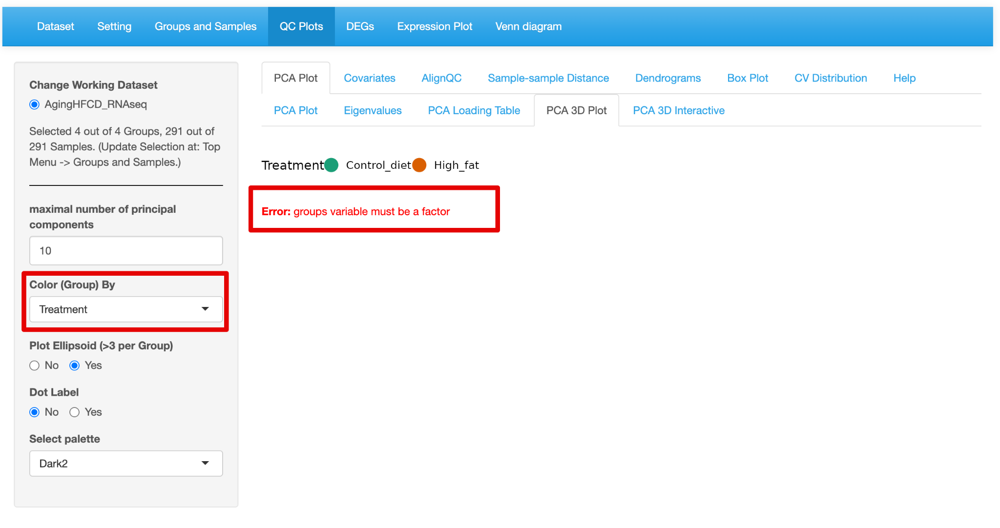 Dataset Setting Groups and Samples QC Plots DEGs Expression Plot Venn diagram
Change Working Dataset
AgingHFCD_RNAseq
Selected 4 out of 4 Groups, 291 out of
291 Samples. (Update Selection at: Top
Menu -> Groups and Samples.)
maximal number of principal
components
10
Color (Group) By
Treatment
Plot Ellipsoid (>3 per Group)
No Yes
Dot Label
No Yes
Select palette
Dark2
PCA Plot Covariates AlignQC Sample-sample Distance Dendrograms Box Plot CV Distribution Help
PCA Plot Eigenvalues PCA Loading Table PCA 3D Plot PCA 3D Interactive
Treatment Control_diet High_fat
Error: groups variable must be a factor